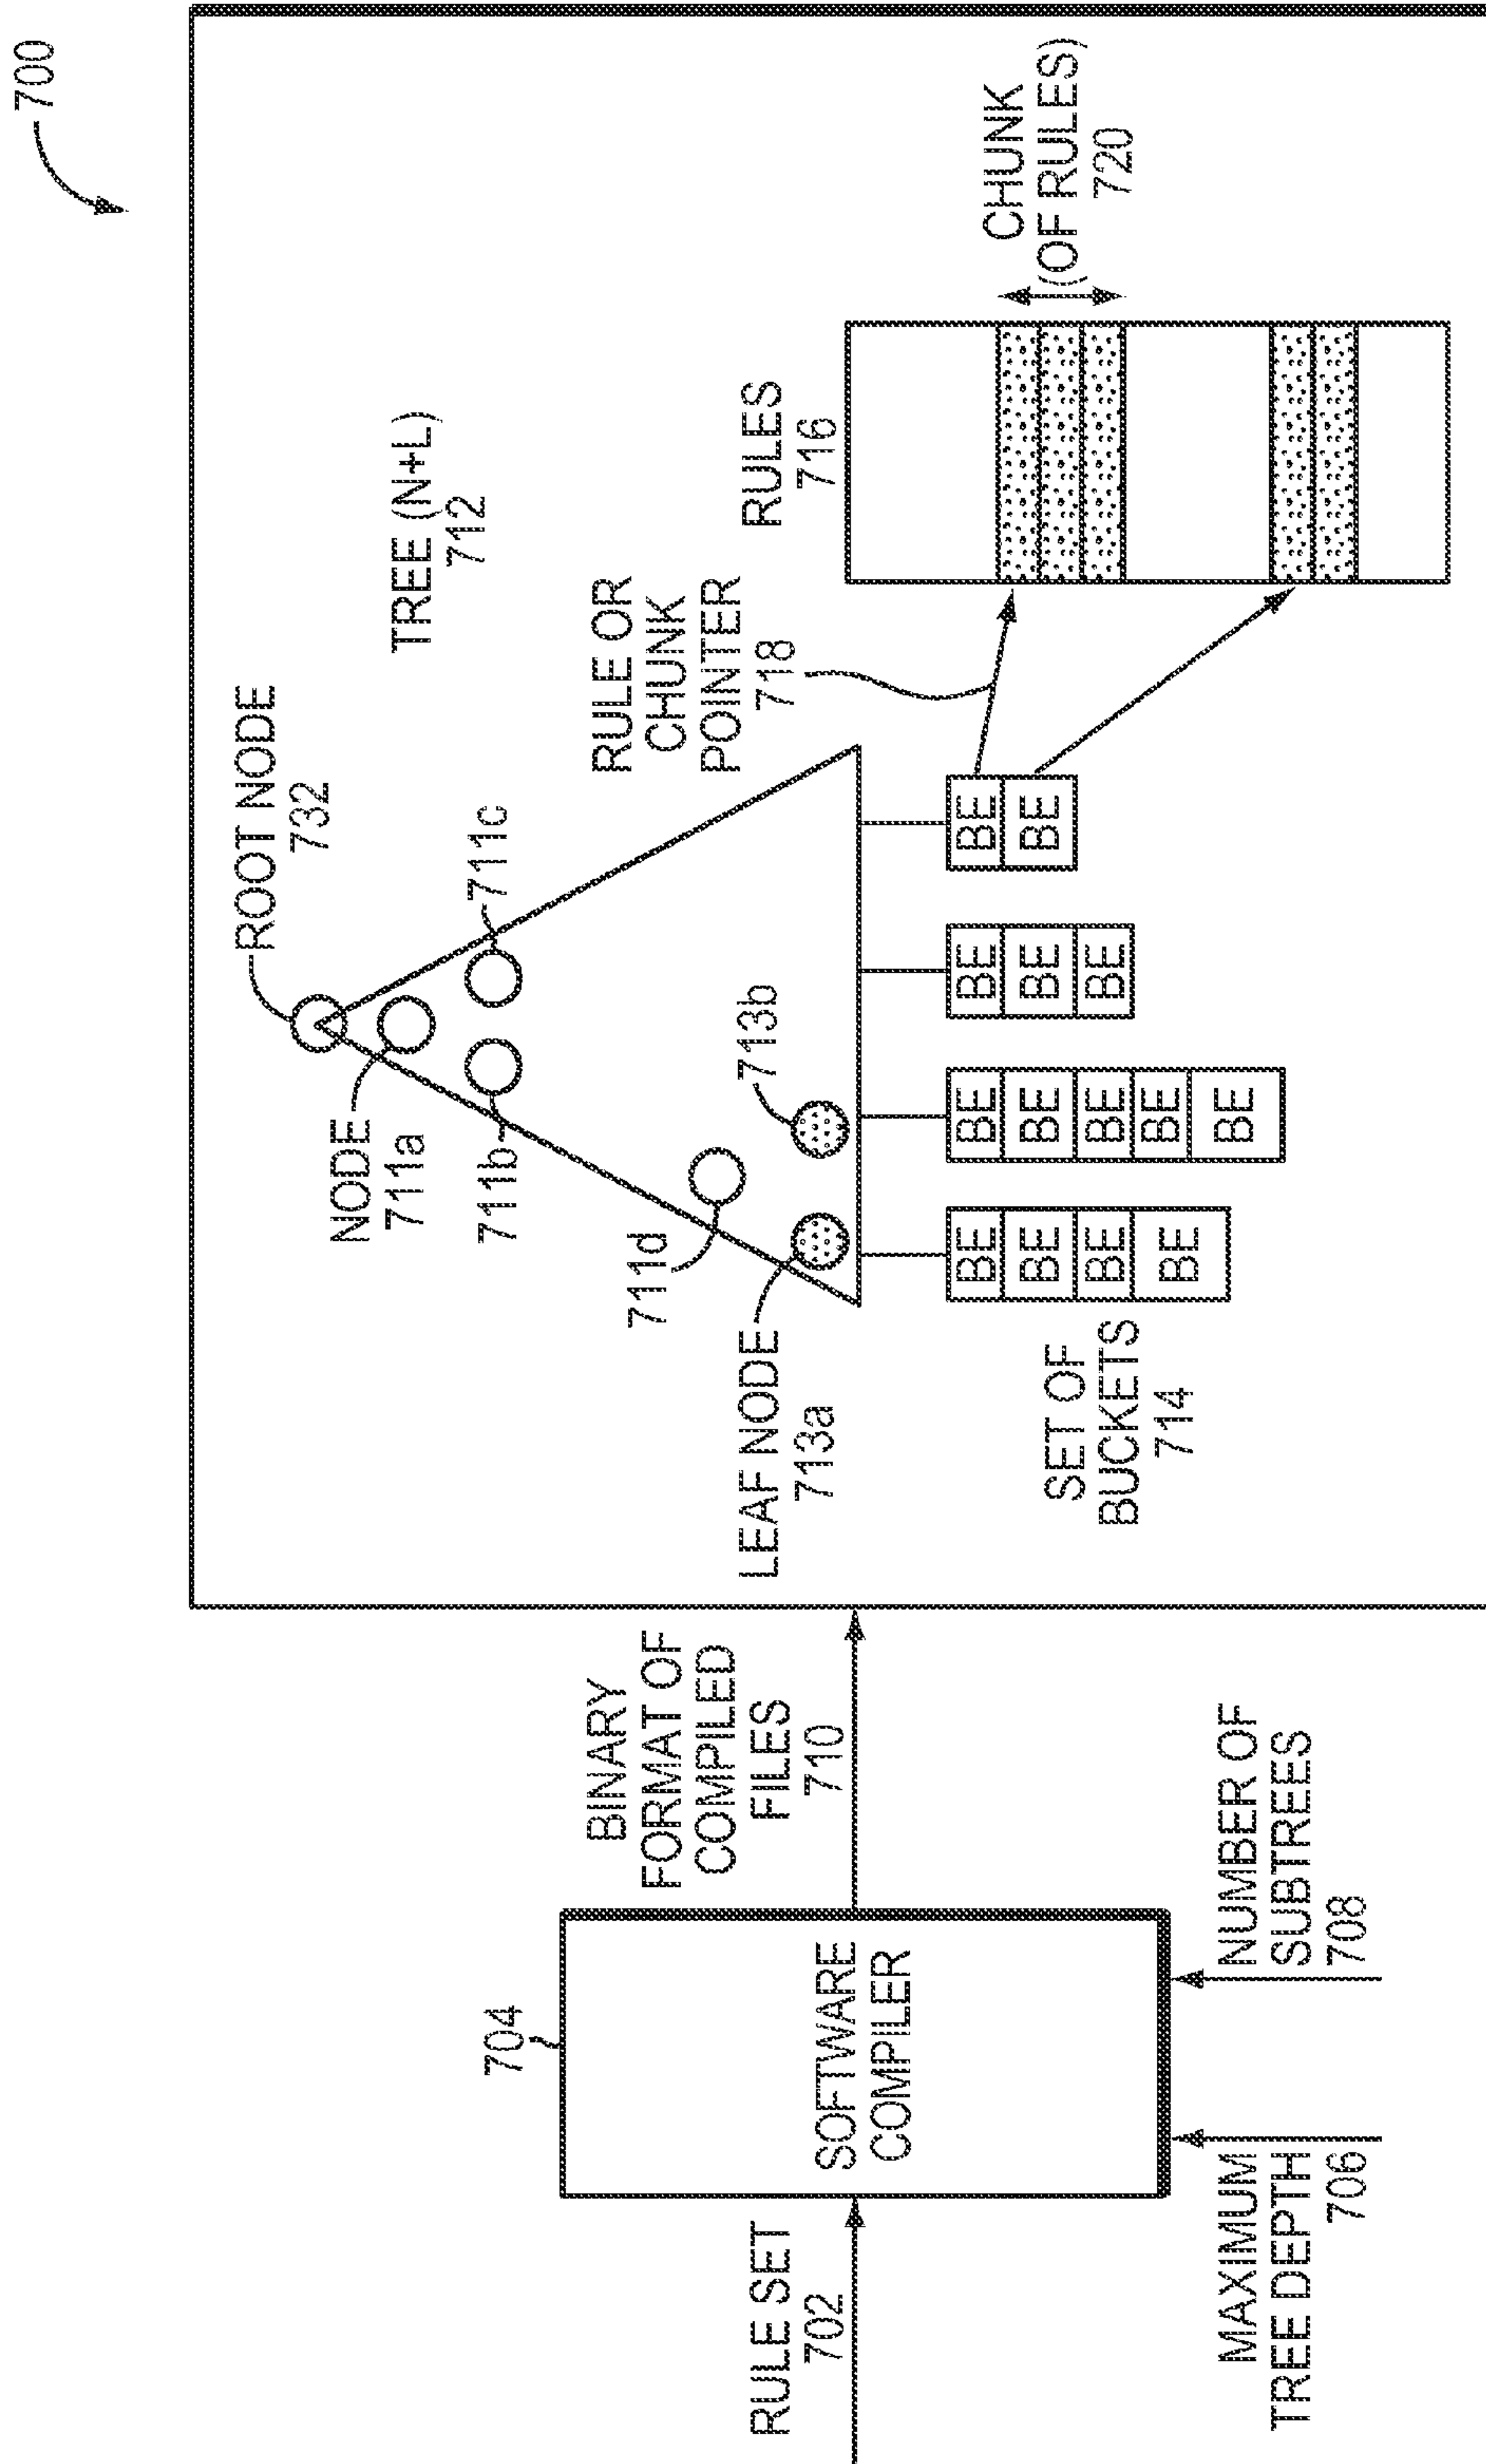 700
RULE SET
702
704
SOFTWARE
COMPILER
MAXIMUM
TREE DEPTH
706
NUMBER OF
SUBTREES
708
BINARY
FORMAT OF
COMPILED
FILES
710
ROOT NODE
732
NODE
711a
711b
711c
711d
LEAF NODE
713a
713b
TREE (N+L)
712
SET OF
BUCKETS
714
BE
BE
BE
BE
BE
BE
BE
BE
BE
BE
BE
BE
BE
BE
RULE OR
CHUNK
POINTER
718
RULES
716
CHUNK
(OF RULES)
720